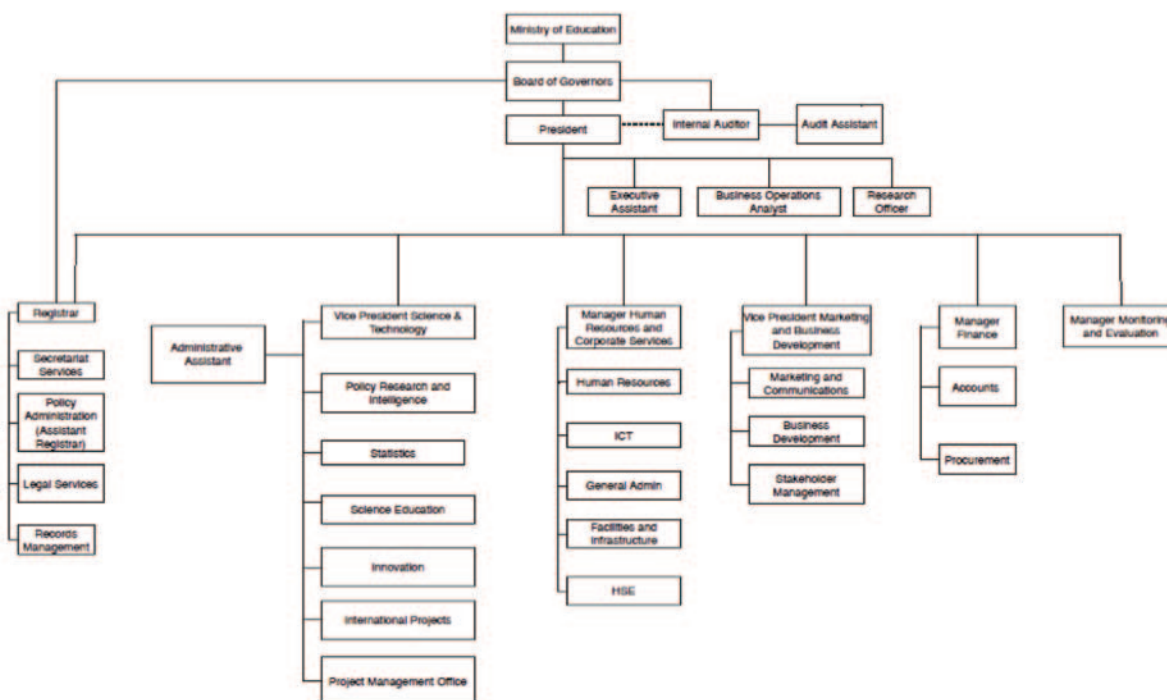 Ministry of Education
Board of Governors
President
Internal Auditor
Audit Assistant
Executive
Assistant
Business Operations
Analyst
Research
Officer
Registrar
Secretariat
Services
Policy
Administration
(Assistant
Registrar)
Legal Services
Records
Management
Administrative
Assistant
Vice President Science &
Technology
Policy Research and
Intelligence
Statistics
Science Education
Innovation
International Projects
Project Management Office
Manager Human
Resources and
Corporate Services
Human Resources
ICT
General Admin
Facilities and
Infrastructure
HSE
Vice President Marketing
and Business
Development
Marketing and
Communications
Business
Development
Stakeholder
Management
Manager
Finance
Accounts
Procurement
Manager Monitoring
and Evaluation